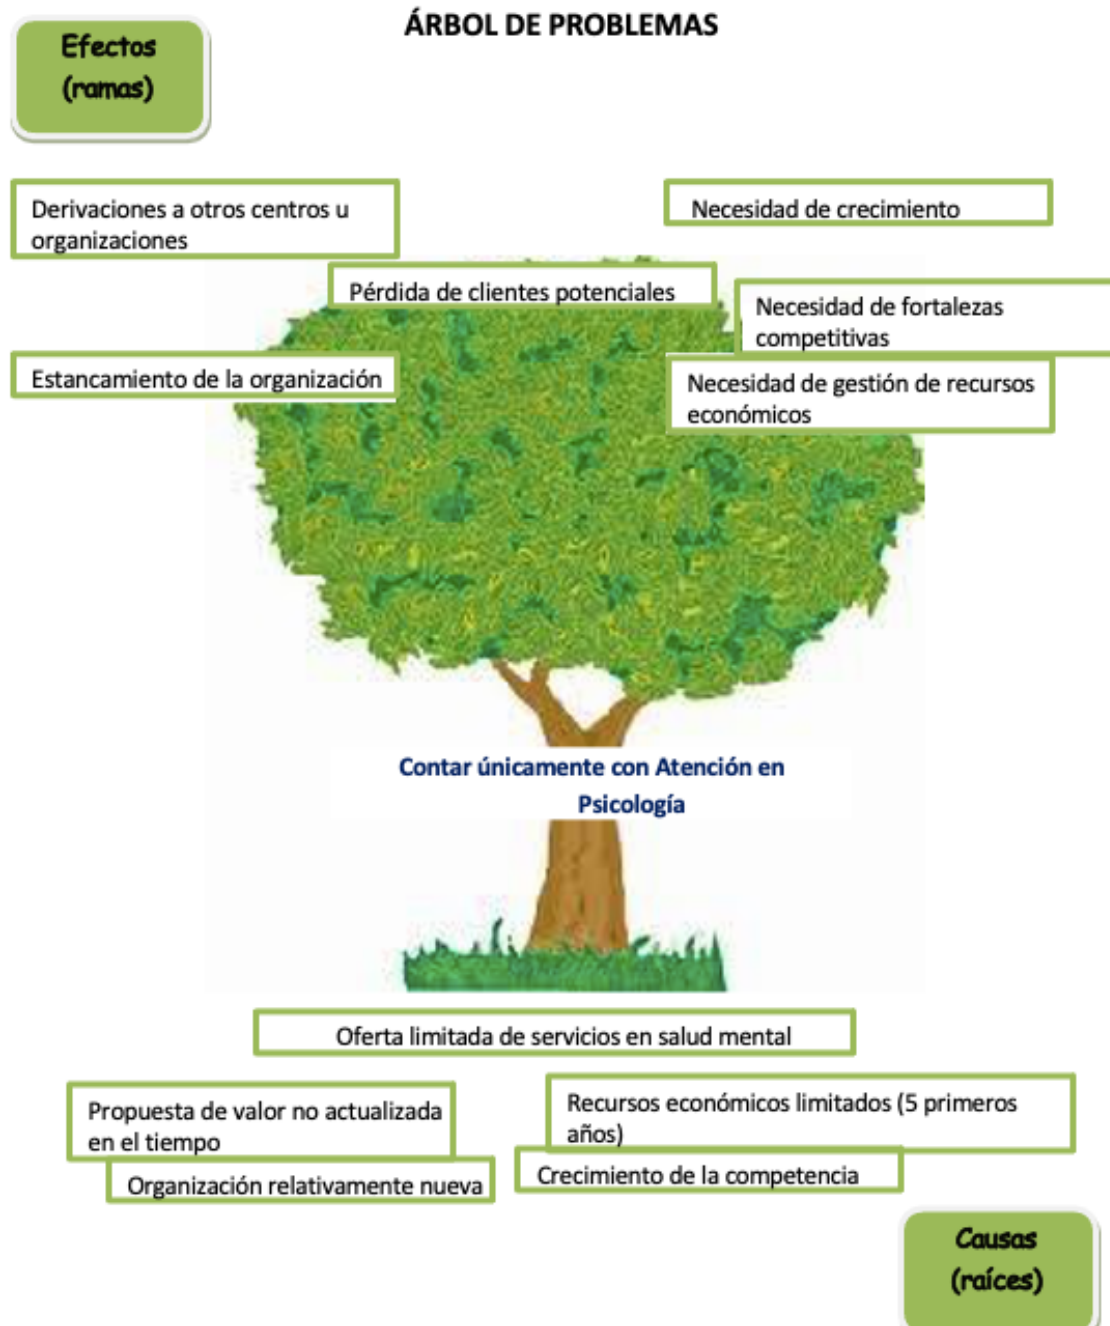 ÁRBOL DE PROBLEMAS
Efectos
(ramas)
Derivaciones a otros centros u
organizaciones
Necesidad de crecimiento
Pérdida de clientes potenciales
Necesidad de fortalezas
competitivas
Estancamiento de la organización
Necesidad de gestión de recursos
económicos
Contar únicamente con Atención en
Psicología
Oferta limitada de servicios en salud mental
Propuesta de valor no actualizada
en el tiempo
Recursos económicos limitados (5 primeros
años)
Organización relativamente nueva
Crecimiento de la competencia
Causas
(raíces)